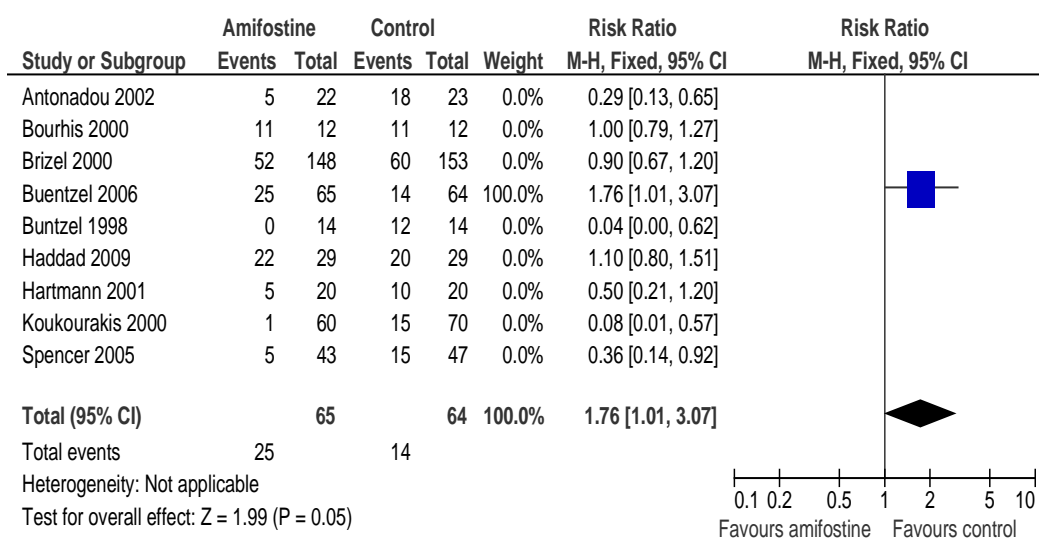 Amifostine Control Risk Ratio Risk Ratio
Study or Subgroup Events Total Events Total Weight M-H, Fixed, 95% CI M-H, Fixed, 95% CI
Antonadou 2002 5 22 18 23 0.0% 0.29 [0.13, 0.65]
Bourhis 2000 11 12 11 12 0.0% 1.00 [0.79, 1.27]
Brizel 2000 52 148 60 153 0.0% 0.90 [0.67, 1.20]
Buentzel 2006 25 65 14 64 100.0% 1.76 [1.01, 3.07]
Buntzel 1998 0 14 12 14 0.0% 0.04 [0.00, 0.62]
Haddad 2009 22 29 20 29 0.0% 1.10 [0.80, 1.51]
Hartmann 2001 5 20 10 20 0.0% 0.50 [0.21, 1.20]
Koukourakis 2000 1 60 15 70 0.0% 0.08 [0.01, 0.57]
Spencer 2005 5 43 15 47 0.0% 0.36 [0.14, 0.92]
Total (95% CI) 65 64 100.0% 1.76 [1.01, 3.07]
Total events 25 14
Heterogeneity: Not applicable
Test for overall effect: Z = 1.99 (P = 0.05)
0.1 0.2 0.5 1 2 5 10
Favours amifostine Favours control